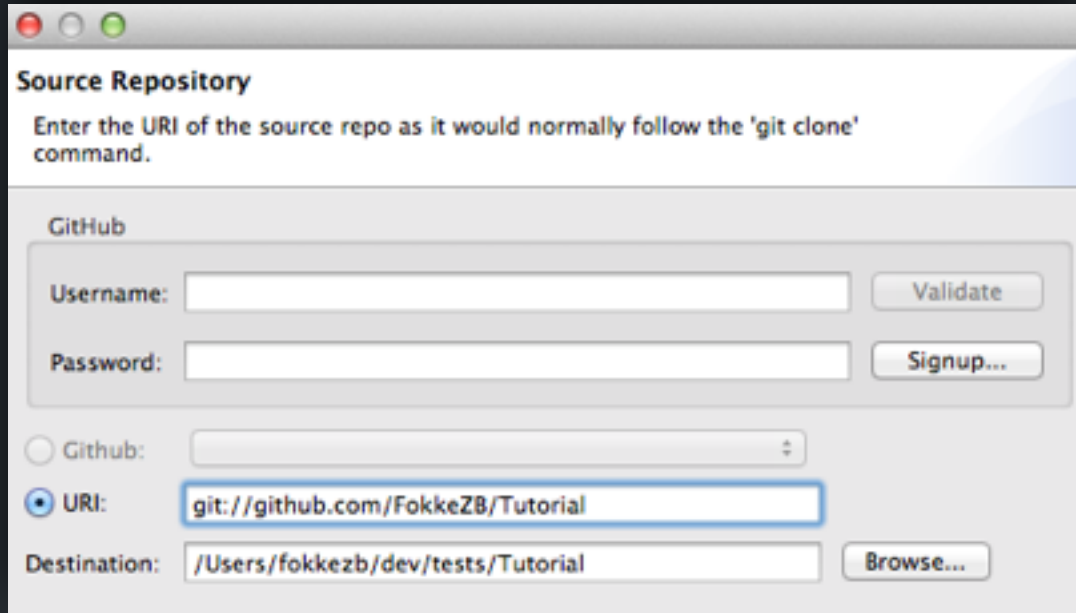 Source Repository
Enter the URI of the source repo as it would normally follow the 'git clone'
command.
GitHub
Username:
Validate
Password:
Signup...
Github:
URI: git://github.com/FokkeZB/Tutorial
Destination: /Users/fokkezb/dev/tests/Tutorial Browse...